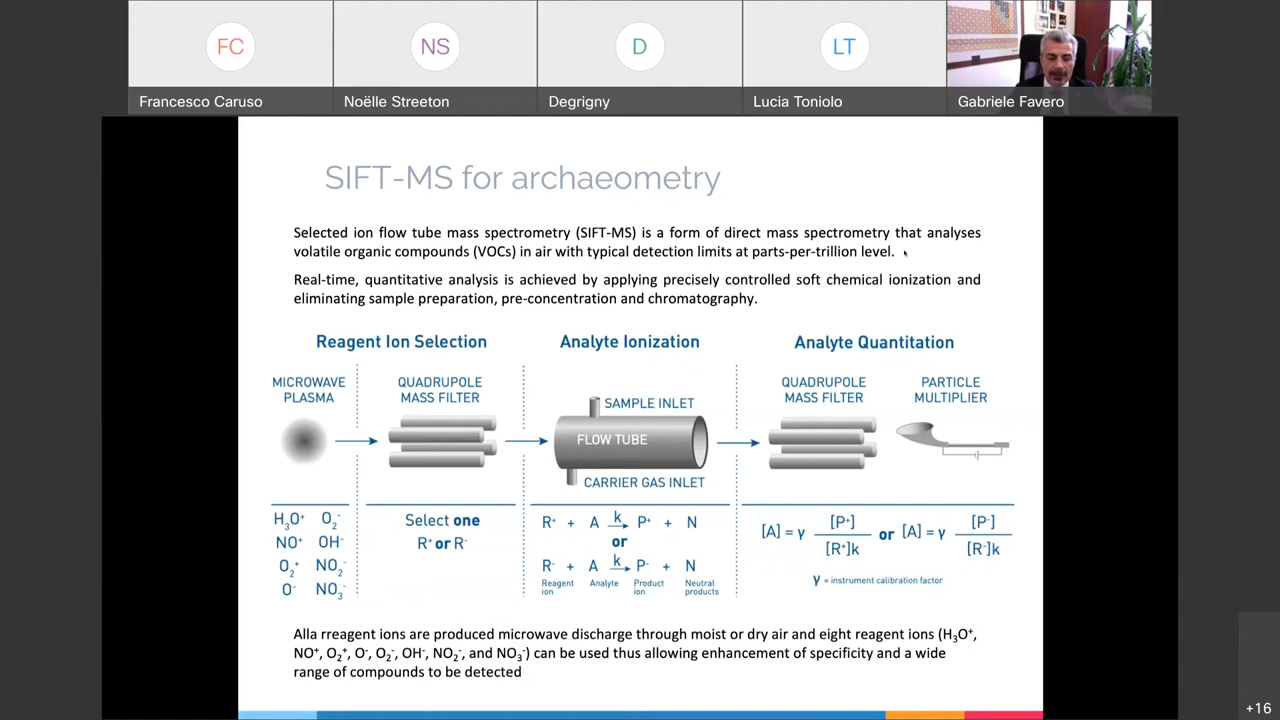 FC
NS
D
LT
Francesco Caruso
Noëlle Streeton
Degrigny
Lucia Toniolo
Gabriele Favero
SIFT-MS for archaeometry
Selected ion flow tube mass spectrometry (SIFT-MS) is a form of direct mass spectrometry that analyses
volatile organic compounds (VOCs) in air with typical detection limits at parts-per-trillion level.
Real-time, quantitative analysis is achieved by applying precisely controlled soft chemical ionization and
eliminating sample preparation, pre-concentration and chromatography.
Reagent Ion Selection
Analyte Ionization
Analyte Quantitation
MICROWAVE
PLASMA
QUADRUPOLE
MASS FILTER
SAMPLE INLET
FLOW TUBE
CARRIER GAS INLET
QUADRUPOLE
MASS FILTER
PARTICLE
MULTIPLIER
H₃O⁺ O₂⁻
NO⁺ OH⁻
O₂⁺ NO₂⁻
O⁻ NO₃⁻
Select one
R⁺ or R⁻
R⁺ + A k → P⁺ + N
or
R⁻ + A k → P⁻ + N
Reagent ion
Analyte
Product ion
Neutral products
[A] = γ [P⁺] / [R⁺]k or [A] = γ [P⁻] / [R⁻]k
γ = instrument calibration factor
Alla rreagent ions are produced microwave discharge through moist or dry air and eight reagent ions (H₃O⁺,
NO⁺, O₂⁺, O⁻, O₂⁻, OH⁻, NO₂⁻, and NO₃⁻) can be used thus allowing enhancement of specificity and a wide
range of compounds to be detected
+16